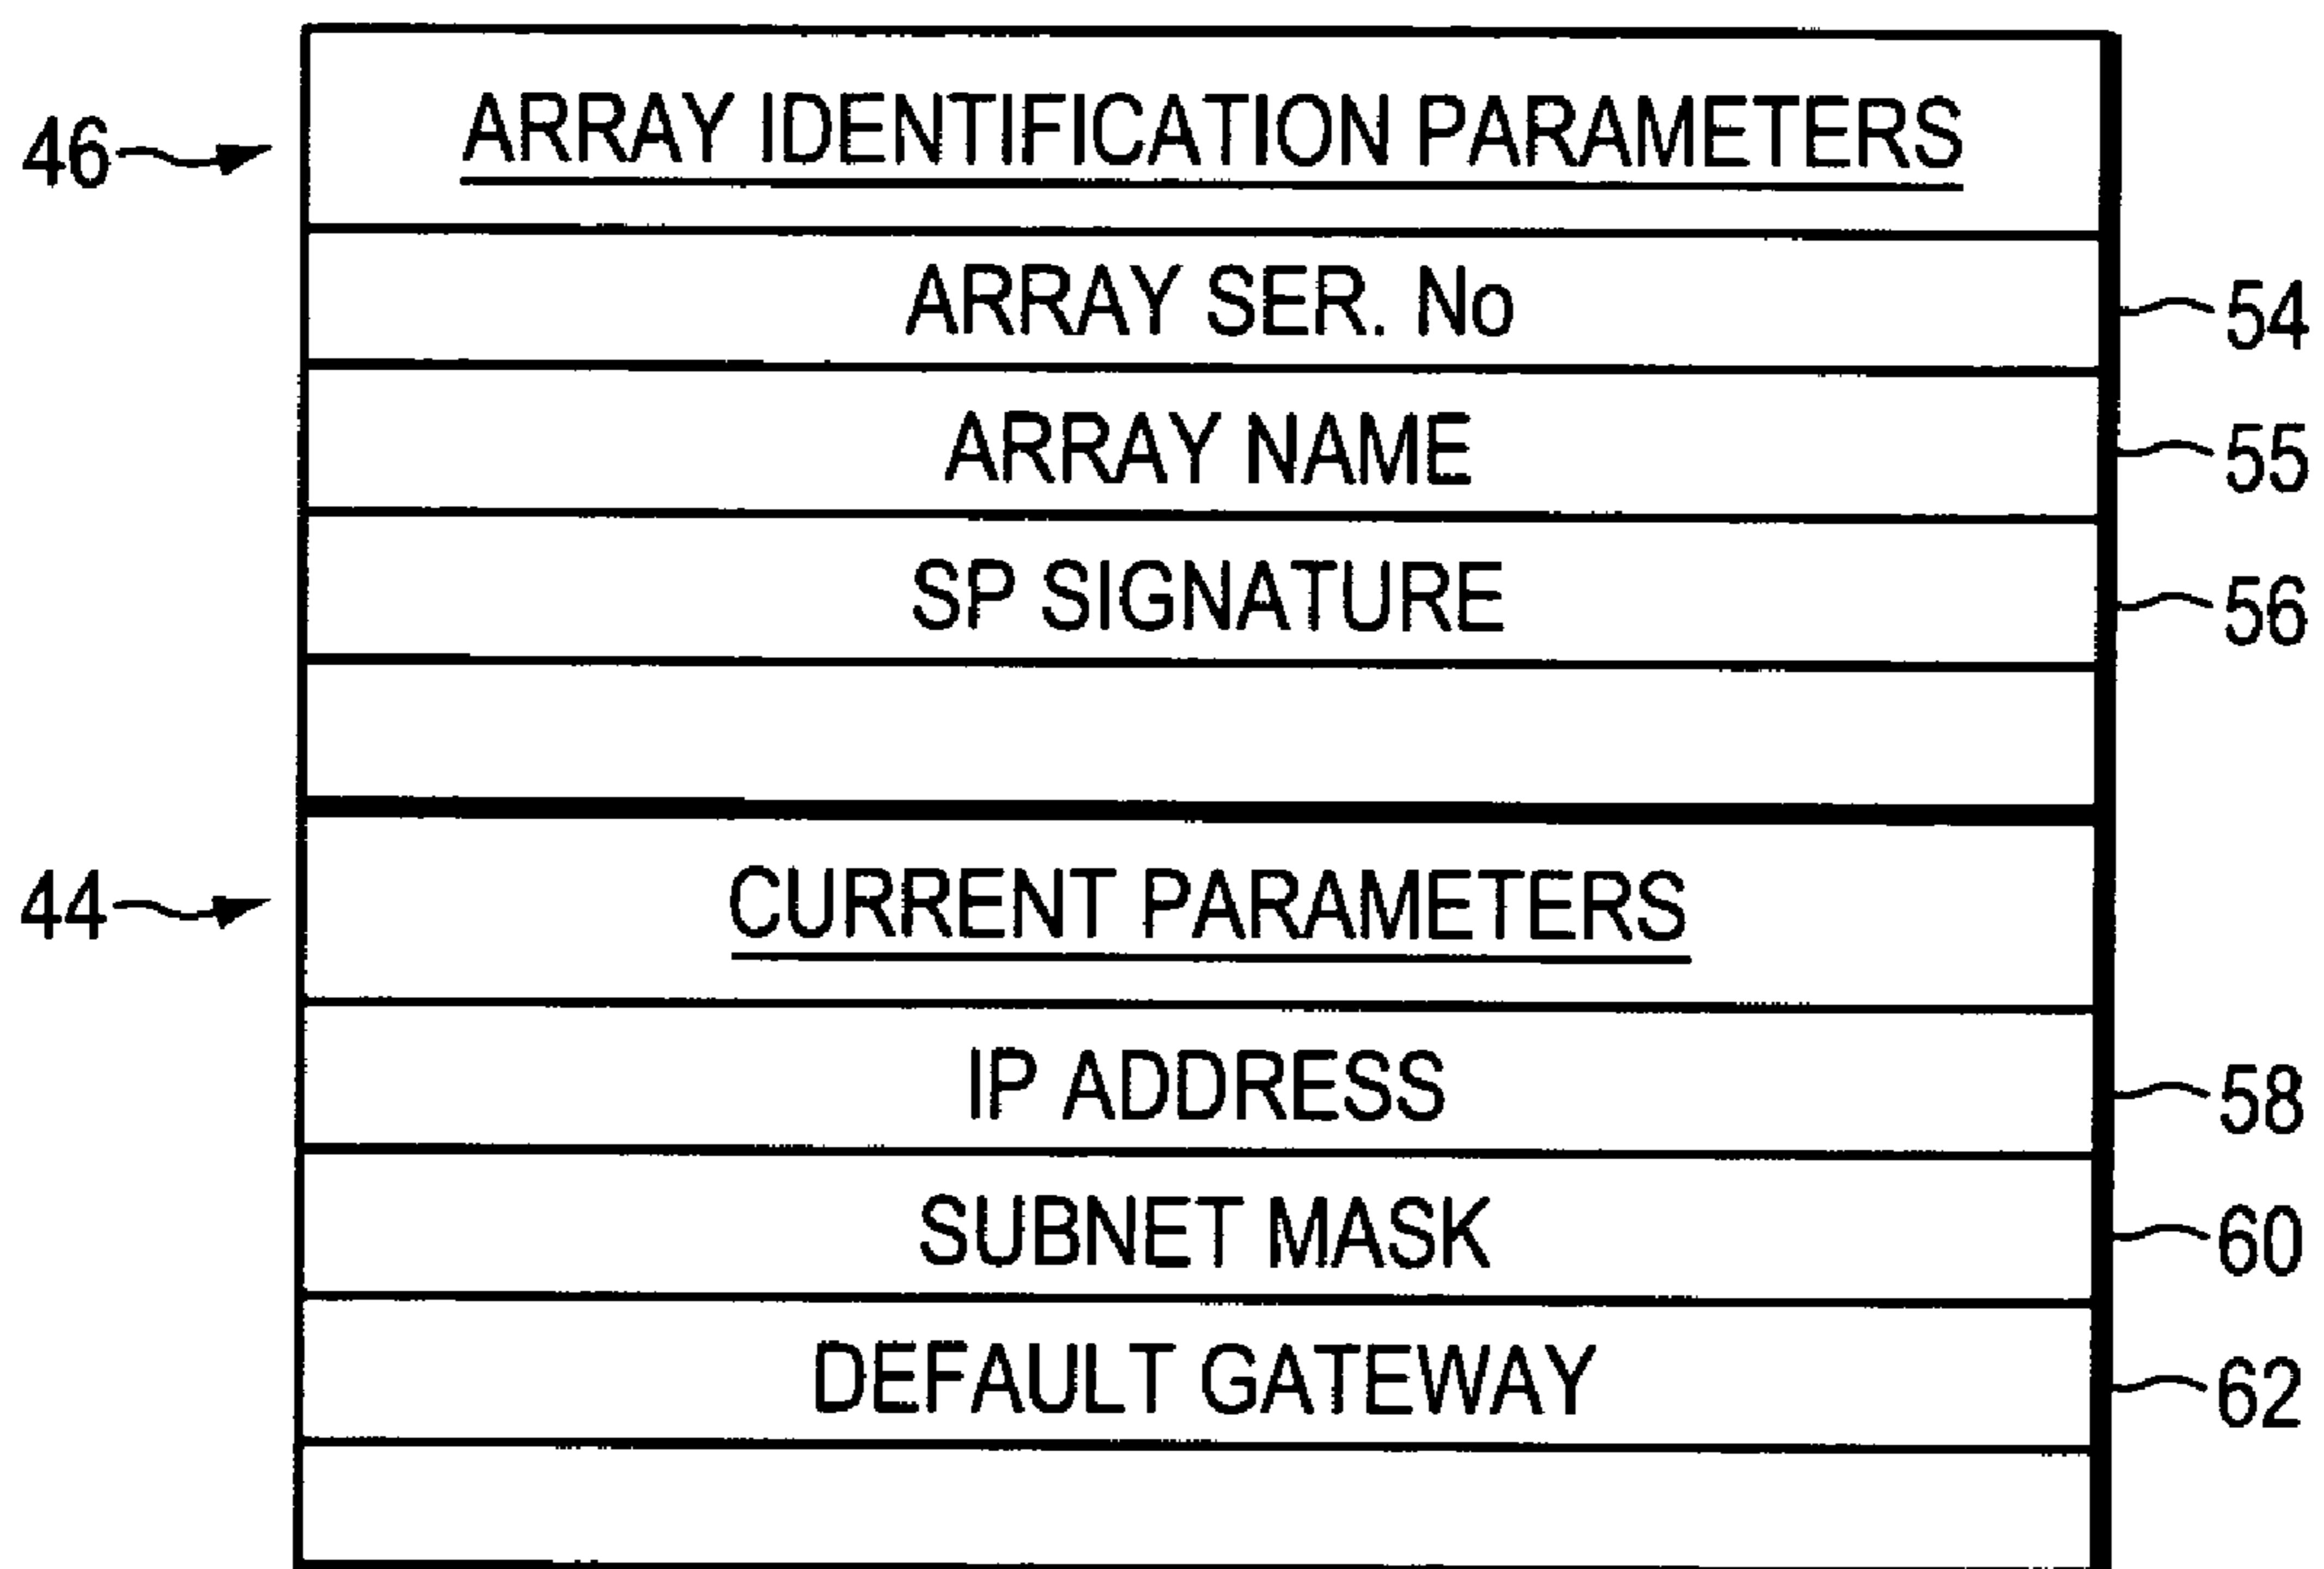 46 ARRAY IDENTIFICATION PARAMETERS
ARRAY SER. No 54
ARRAY NAME 55
SP SIGNATURE 56
44 CURRENT PARAMETERS
IP ADDRESS 58
SUBNET MASK 60
DEFAULT GATEWAY 62